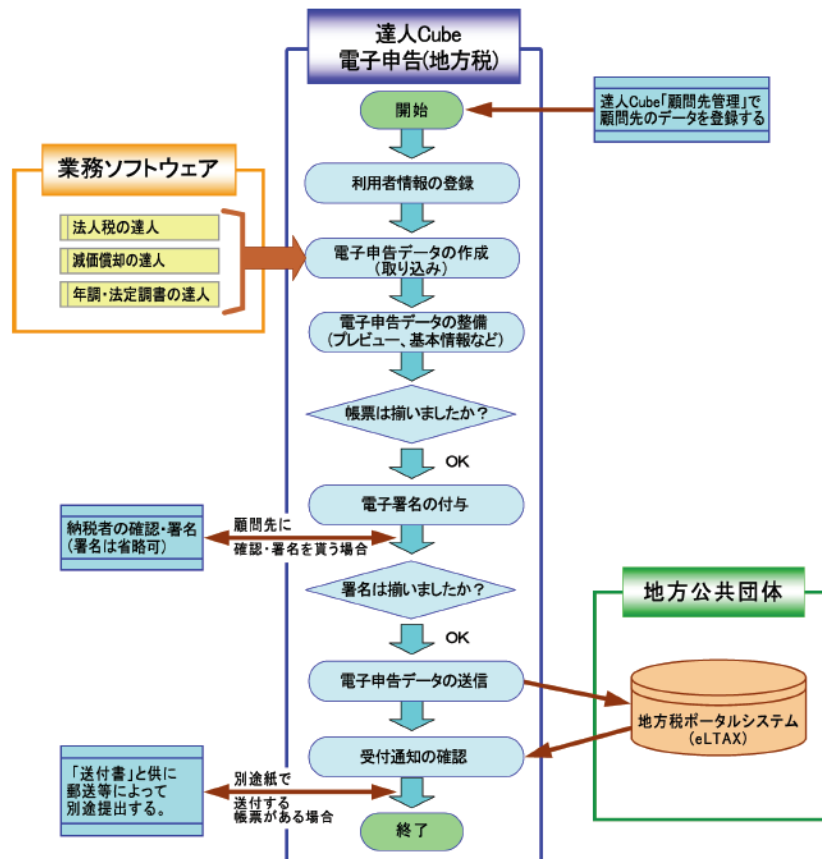 達人Cube
電子申告(地方税)
開始
達人Cube「顧問先管理」で
顧問先のデータを登録する
業務ソフトウェア
利用者情報の登録
法人税の達人
減価償却の達人
年調・法定調書の達人
電子申告データの作成
(取り込み)
電子申告データの整備
(プレビュー、基本情報など)
帳票は揃いましたか?
OK
電子署名の付与
納税者の確認・署名
(署名は省略可)
顧問先に
確認・署名を貰う場合
署名は揃いましたか?
地方公共団体
OK
電子申告データの送信
地方税ポータルシステム
(eLTAX)
受付通知の確認
「送付書」と供に
郵送等によって
別途提出する。
別途紙で
送付する
帳票がある場合
終了